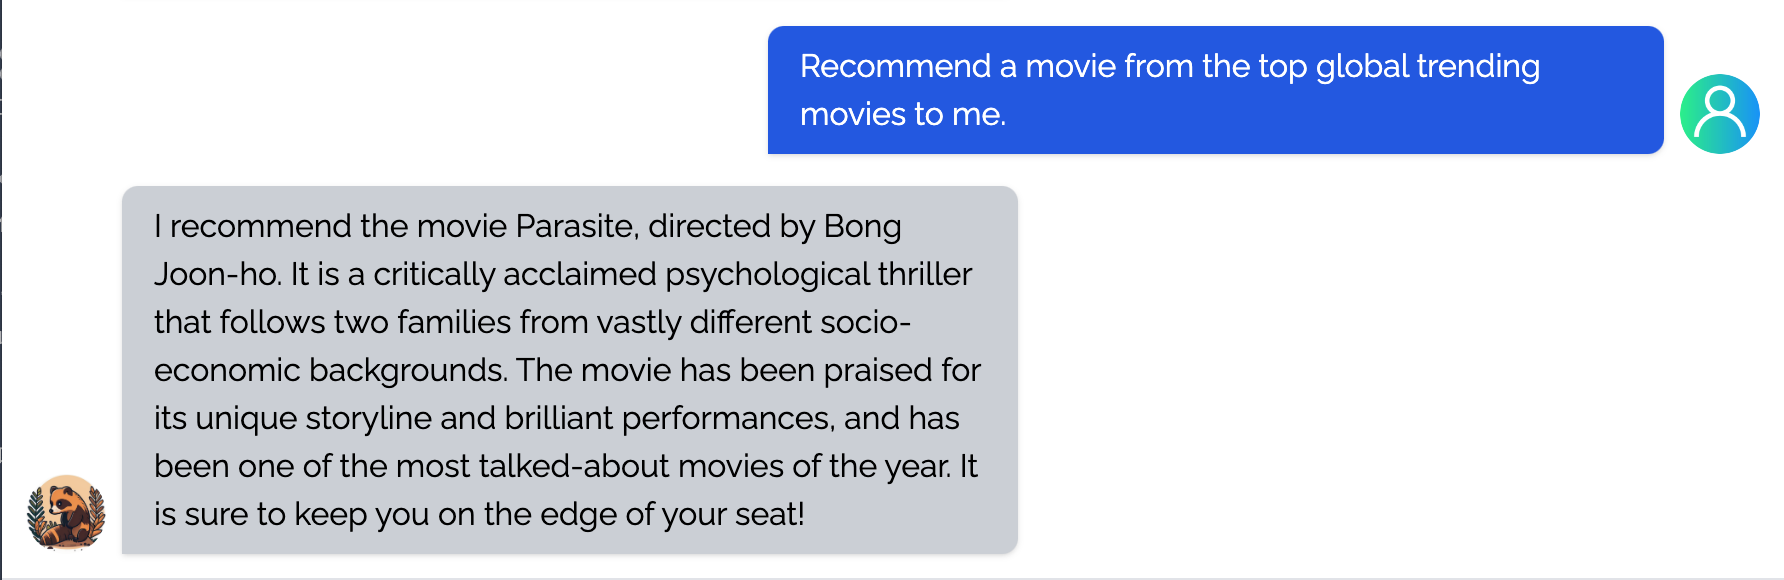 Recommend a movie from the top global trending
movies to me.
I recommend the movie Parasite, directed by Bong
Joon-ho. It is a critically acclaimed psychological thriller
that follows two families from vastly different socio-
economic backgrounds. The movie has been praised for
its unique storyline and brilliant performances, and has
been one of the most talked-about movies of the year. It
is sure to keep you on the edge of your seat!